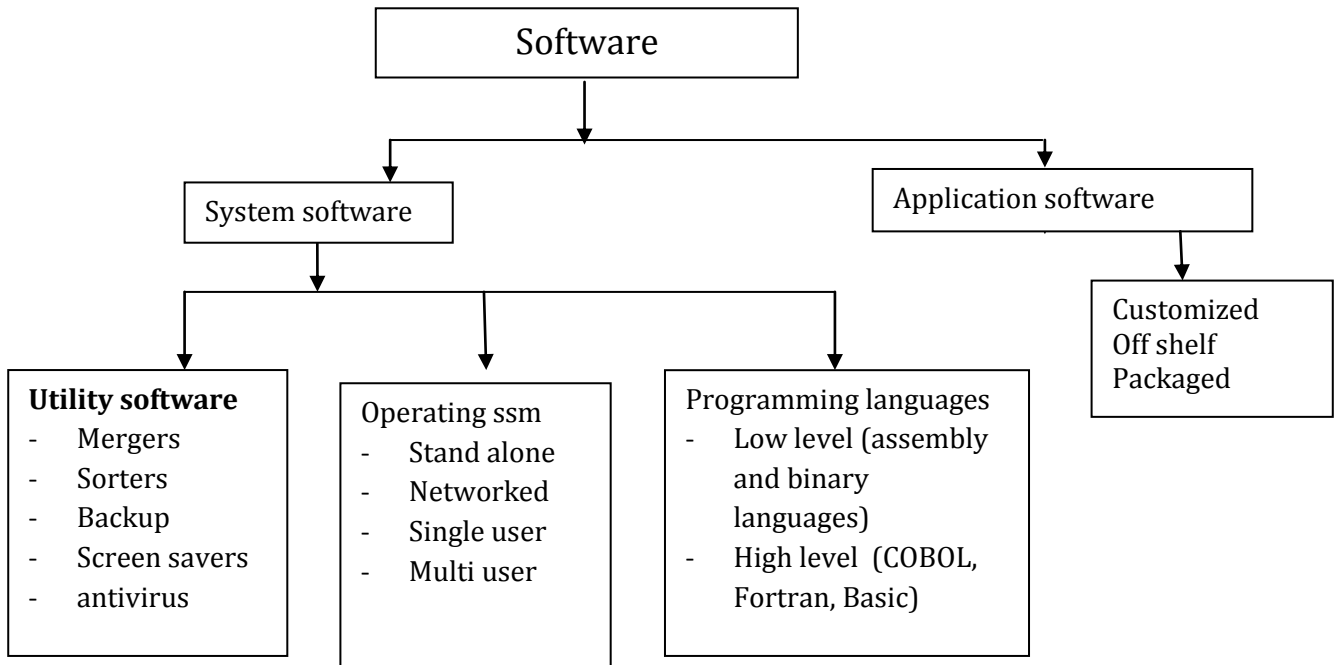 Software
System software
Application software
Customized
Off shelf
Packaged
Utility software
- Mergers
- Sorters
- Backup
- Screen savers
- antivirus
Operating ssm
- Stand alone
- Networked
- Single user
- Multi user
Programming languages
- Low level (assembly
and binary
languages)
- High level (COBOL,
Fortran, Basic)